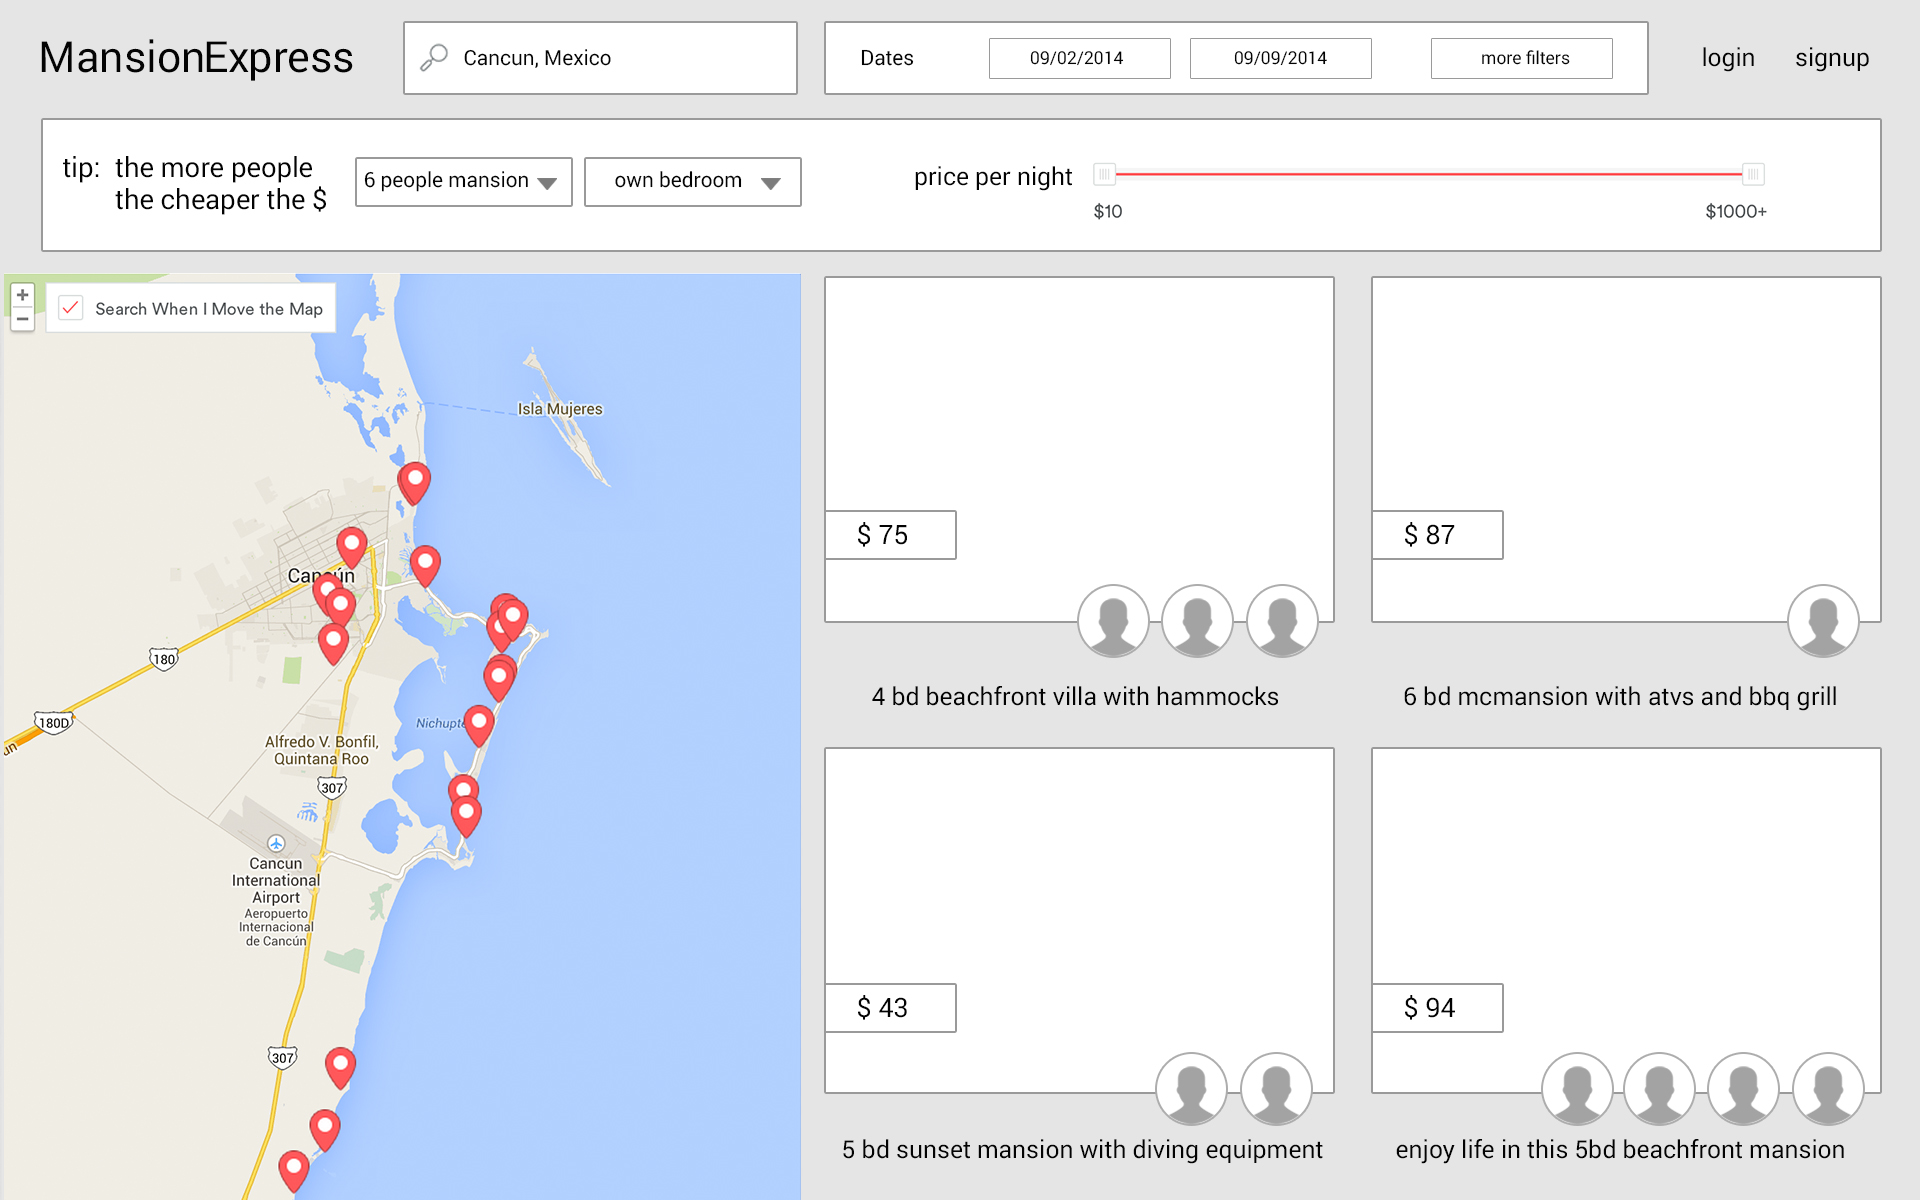 MansionExpress
Cancun, Mexico
Dates
09/02/2014
09/09/2014
more filters
login
signup
tip: the more people
the cheaper the $
6 people mansion
own bedroom
price per night
$10
$1000+
+
−
Search When I Move the Map
Isla Mujeres
Cancún
180
180D
Nichupte
Alfredo V. Bonfil,
Quintana Roo
307
Cancun
International
Airport
Aeropuerto
Internacional
de Cancún
307
$ 75
4 bd beachfront villa with hammocks
$ 87
6 bd mcmansion with atvs and bbq grill
$ 43
5 bd sunset mansion with diving equipment
$ 94
enjoy life in this 5bd beachfront mansion